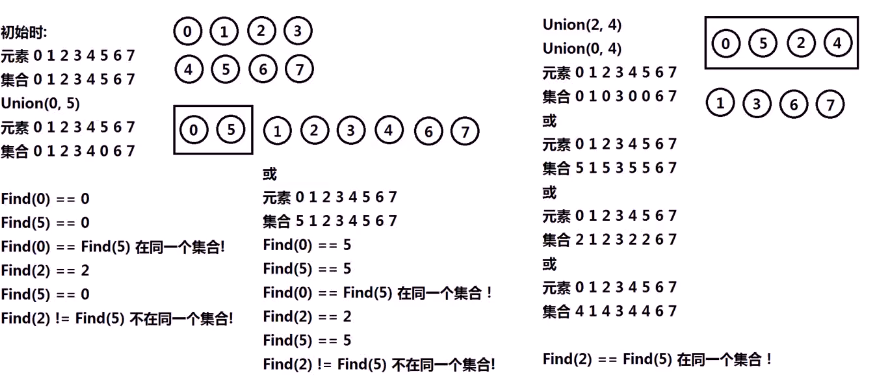 初始时:
元素 0 1 2 3 4 5 6 7
集合 0 1 2 3 4 5 6 7
0 1 2 3
4 5 6 7
Union(0, 5)
元素 0 1 2 3 4 5 6 7
集合 0 1 2 3 4 0 6 7
0 5 1 2 3 4 6 7
Find(0) == 0
Find(5) == 0
Find(0) == Find(5) 在同一个集合!
Find(2) == 2
Find(5) == 0
Find(2) != Find(5) 不在同一个集合!
或
元素 0 1 2 3 4 5 6 7
集合 5 1 2 3 4 5 6 7
Find(0) == 5
Find(5) == 5
Find(0) == Find(5) 在同一个集合！
Find(2) == 2
Find(5) == 5
Find(2) != Find(5) 不在同一个集合!
Union(2, 4)
Union(0, 4)
元素 0 1 2 3 4 5 6 7
集合 0 1 0 3 0 0 6 7
0 5 2 4
1 3 6 7
或
元素 0 1 2 3 4 5 6 7
集合 5 1 5 3 5 5 6 7
或
元素 0 1 2 3 4 5 6 7
集合 2 1 2 3 2 2 6 7
或
元素 0 1 2 3 4 5 6 7
集合 4 1 4 3 4 4 6 7
Find(2) == Find(5) 在同一个集合！